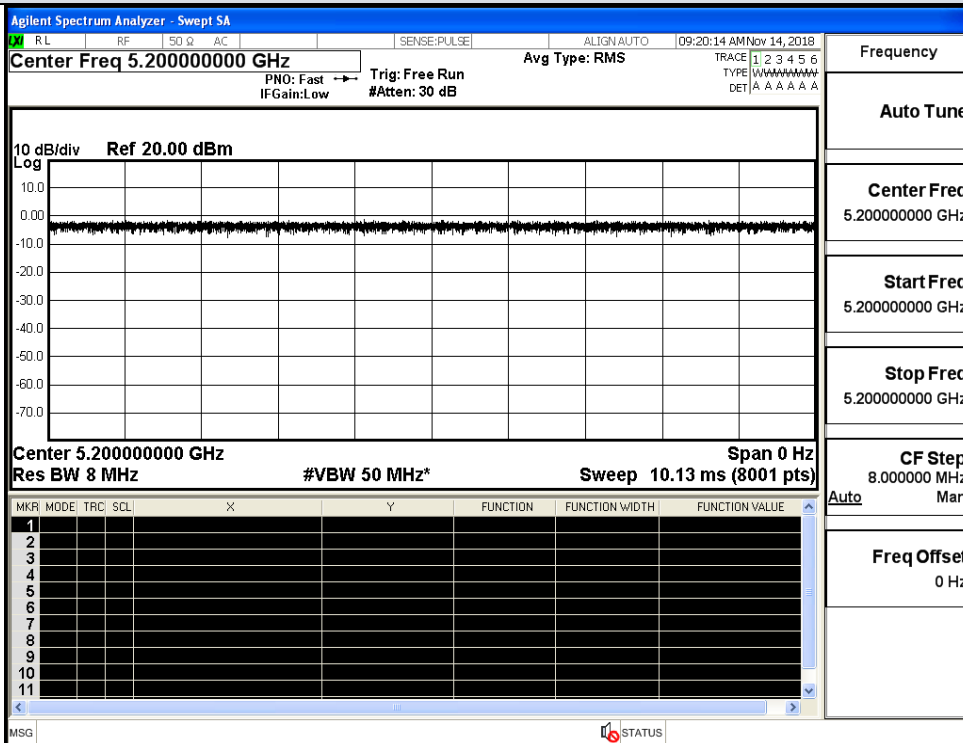 Agilent Spectrum Analyzer - Swept SA
LXI RL RF 50 Ω AC SENSE:PULSE ALIGN AUTO 09:20:14 AM Nov 14, 2018
Center Freq 5.200000000 GHz
Avg Type: RMS
TRACE 1 2 3 4 5 6
PNO: Fast
Trig: Free Run
TYPE WWWWWW
IFGain:Low
#Atten: 30 dB
DET A A A A A A
10 dB/div Ref 20.00 dBm
Log
10.0
0.00
-10.0
-20.0
-30.0
-40.0
-50.0
-60.0
-70.0
Center 5.200000000 GHz Span 0 Hz
Res BW 8 MHz #VBW 50 MHz* Sweep 10.13 ms (8001 pts)
MKR MODE TRC SCL X Y FUNCTION FUNCTION WIDTH FUNCTION VALUE
1
2
3
4
5
6
7
8
9
10
11
MSG STATUS
Frequency
Auto Tune
Center Freq
5.200000000 GHz
Start Freq
5.200000000 GHz
Stop Freq
5.200000000 GHz
CF Step
8.000000 MHz
Auto Man
Freq Offset
0 Hz